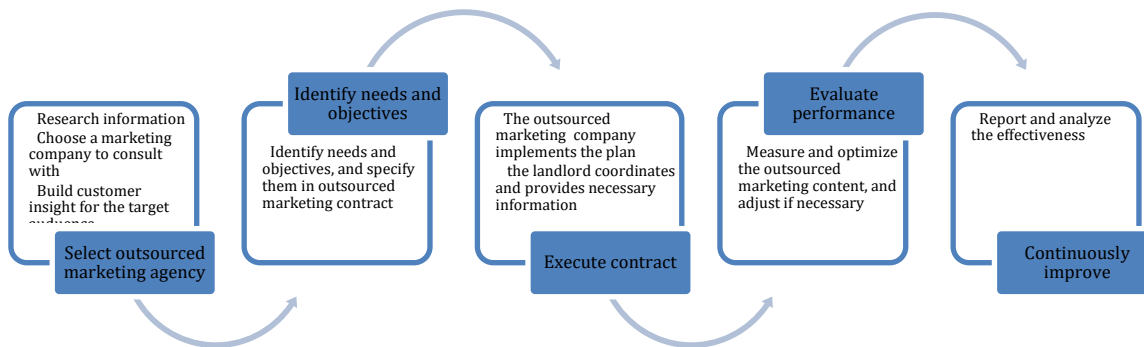 Research information
Choose a marketing
company to consult
with
Build customer
insight for the target
Select outsourced
marketing agency
Identify needs and
objectives
Identify needs and
objectives, and specify
them in outsourced
marketing contract
The outsourced
marketing company
implements the plan
the landlord coordinates
and provides necessary
information
Execute contract
Evaluate
performance
Measure and optimize
the outsourced
marketing content, and
adjust if necessary
Report and analyze
the effectiveness
Continuously
improve